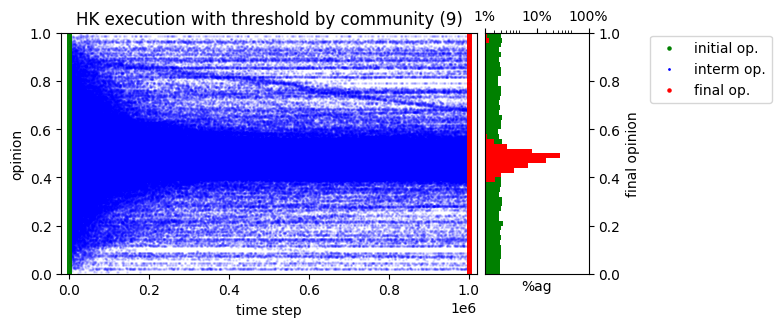 HK execution with threshold by community (9)
1% 10% 100%
initial op.
interm op.
final op.
1.0 1.0
0.8 0.8
0.6 0.6
0.4 0.4
0.2 0.2
0.0 0.0
opinion
final opinion
0.0 0.2 0.4 0.6 0.8 1.0
1e6
time step
%ag